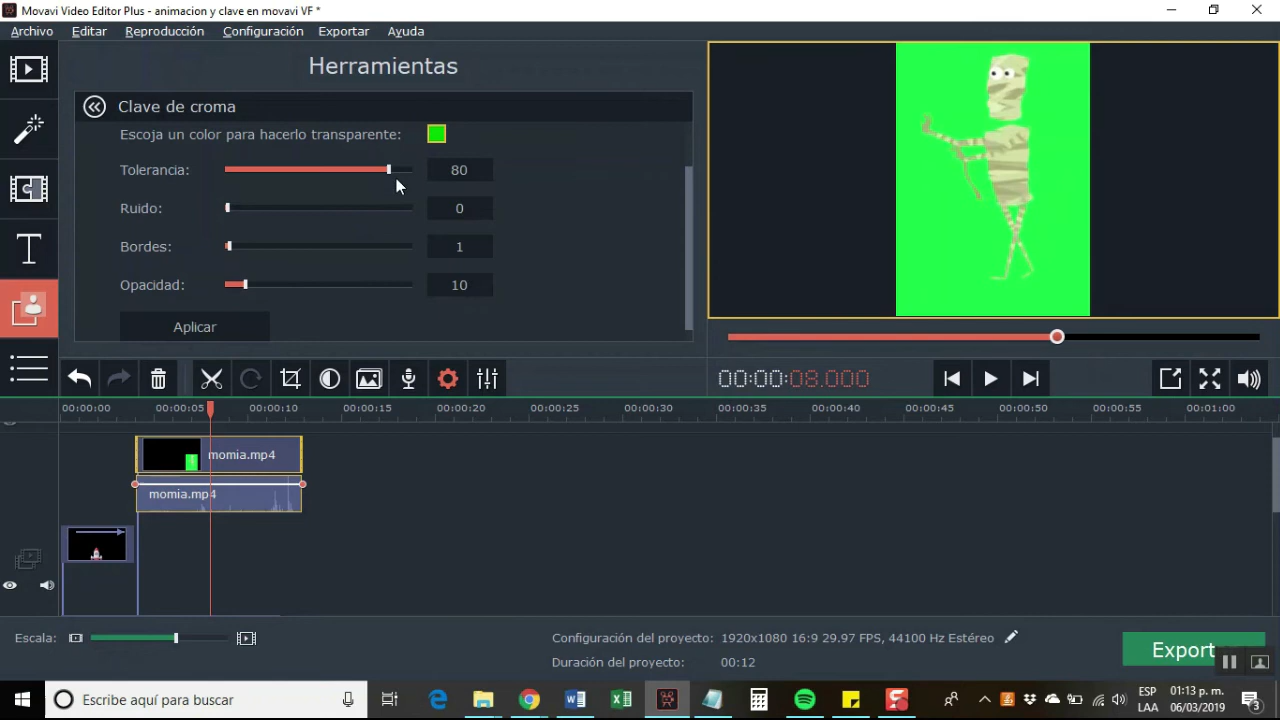 Movavi Video Editor Plus - animacion y clave en movavi VF *
Archivo Editar Reproducción Configuración Exportar Ayuda
Herramientas
Clave de croma
Escoja un color para hacerlo transparente:
Tolerancia: 80
Ruido: 0
Bordes: 1
Opacidad: 10
Aplicar
00:00:08.000
00:00:00 00:00:05 00:00:10 00:00:15 00:00:20 00:00:25 00:00:30 00:00:35 00:00:40 00:00:45 00:00:50 00:00:55 00:01:00
momia.mp4
momia.mp4
Escala:
Configuración del proyecto: 1920x1080 16:9 29.97 FPS, 44100 Hz Estéreo
Duración del proyecto: 00:12
Export
Escribe aquí para buscar
ESP 01:13 p. m.
LAA 06/03/2019
3